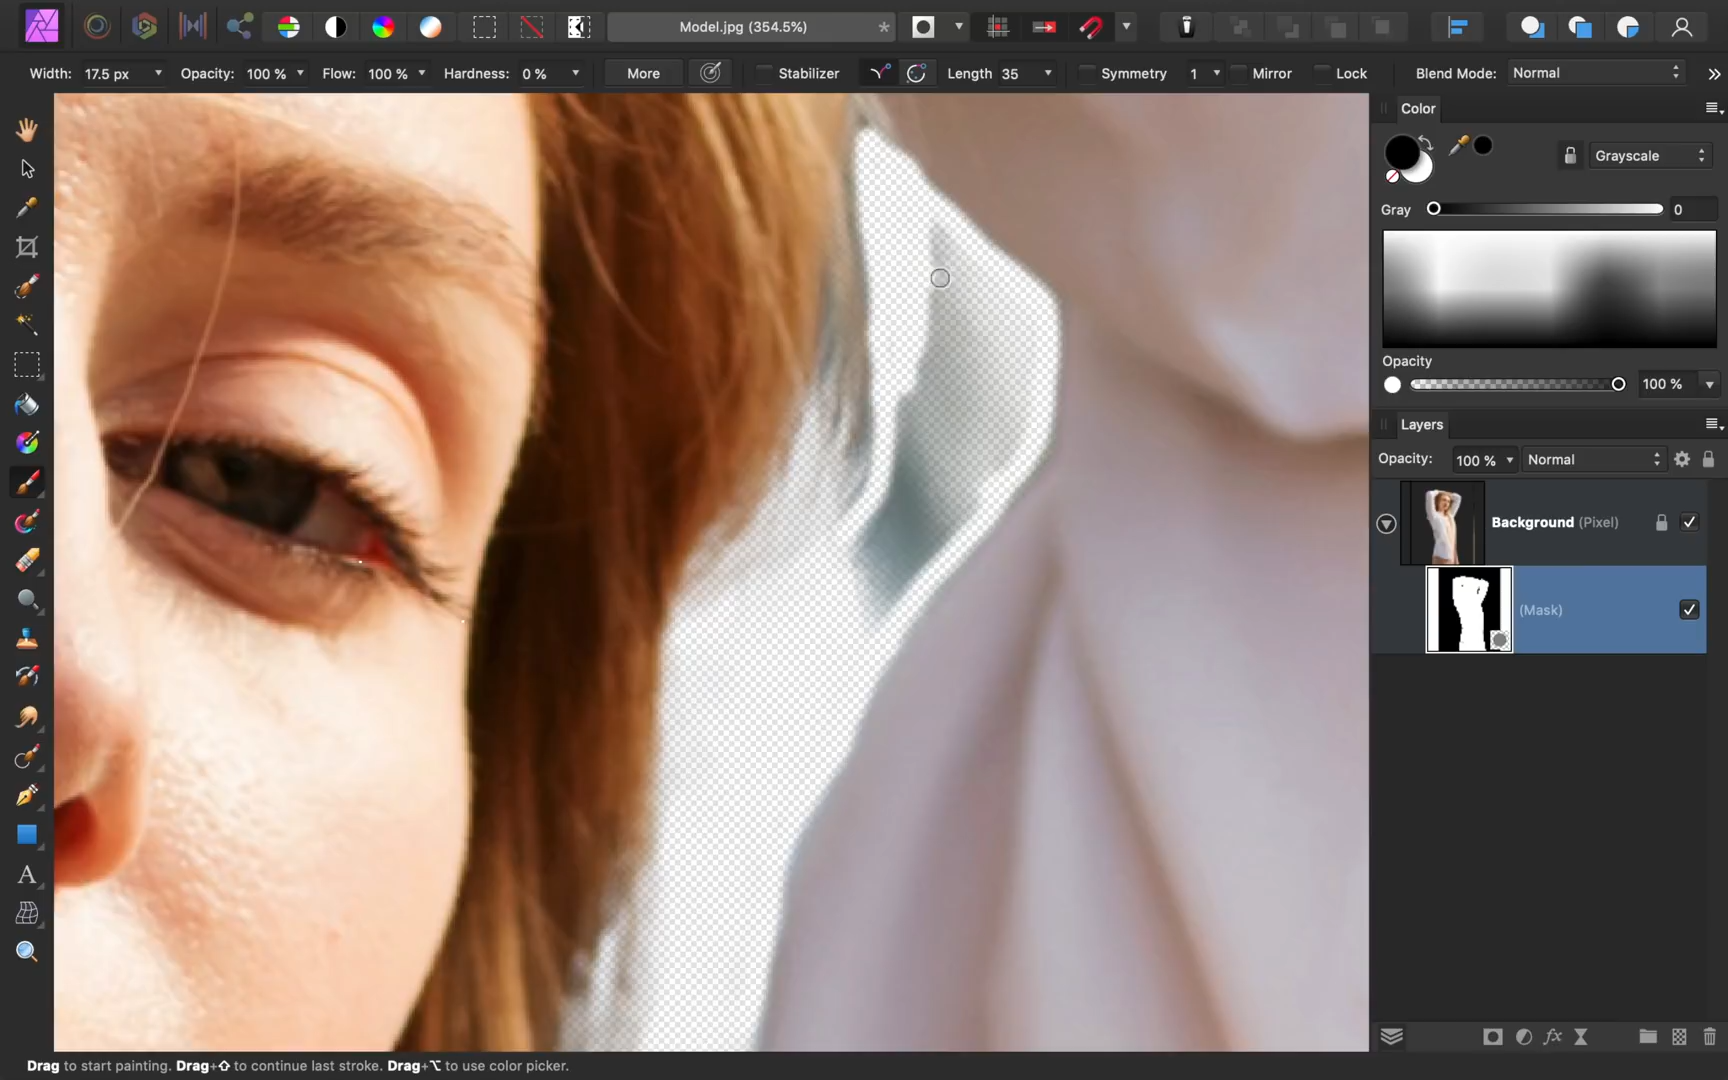 Model.jpg (354.5%)
*
Width: 17.5 px
Opacity: 100 %
Flow: 100 %
Hardness: 0 %
More
Stabilizer
Length 35
Symmetry
1
Mirror
Lock
Blend Mode: Normal
Color
Grayscale
Gray
0
Opacity
100 %
Layers
Opacity: 100 %
Normal
Background (Pixel)
(Mask)
A
fx
Drag to start painting. Drag+⇧ to continue last stroke. Drag+⌥ to use color picker.